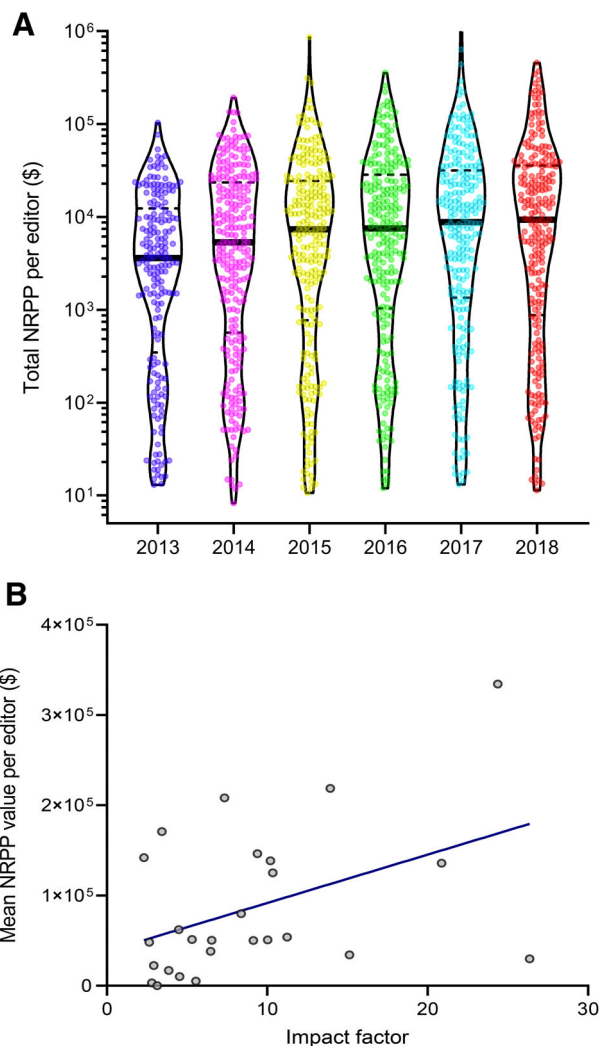 A
Total NRPP per editor ($)
10⁶
10⁵
10⁴
10³
10²
10¹
2013 2014 2015 2016 2017 2018
B
Mean NRPP value per editor ($)
4×10⁵
3×10⁵
2×10⁵
1×10⁵
0
0 10 20 30
Impact factor